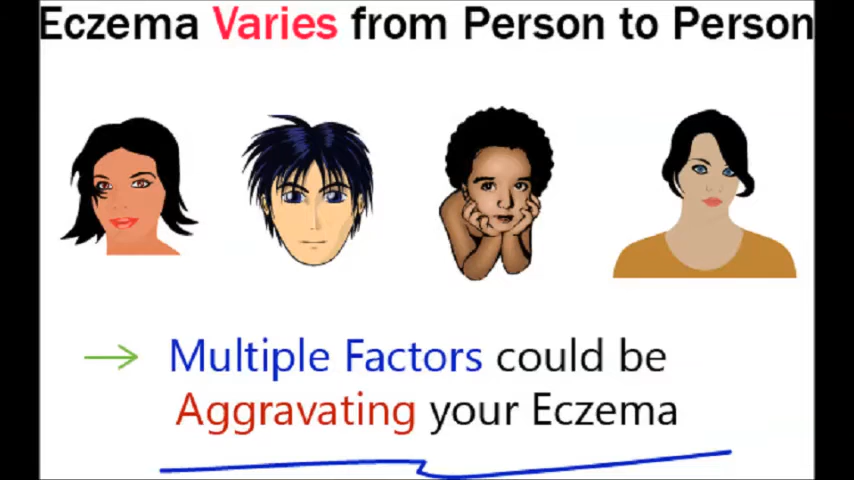 Eczema Varies from Person to Person
Multiple Factors could be
Aggravating your Eczema